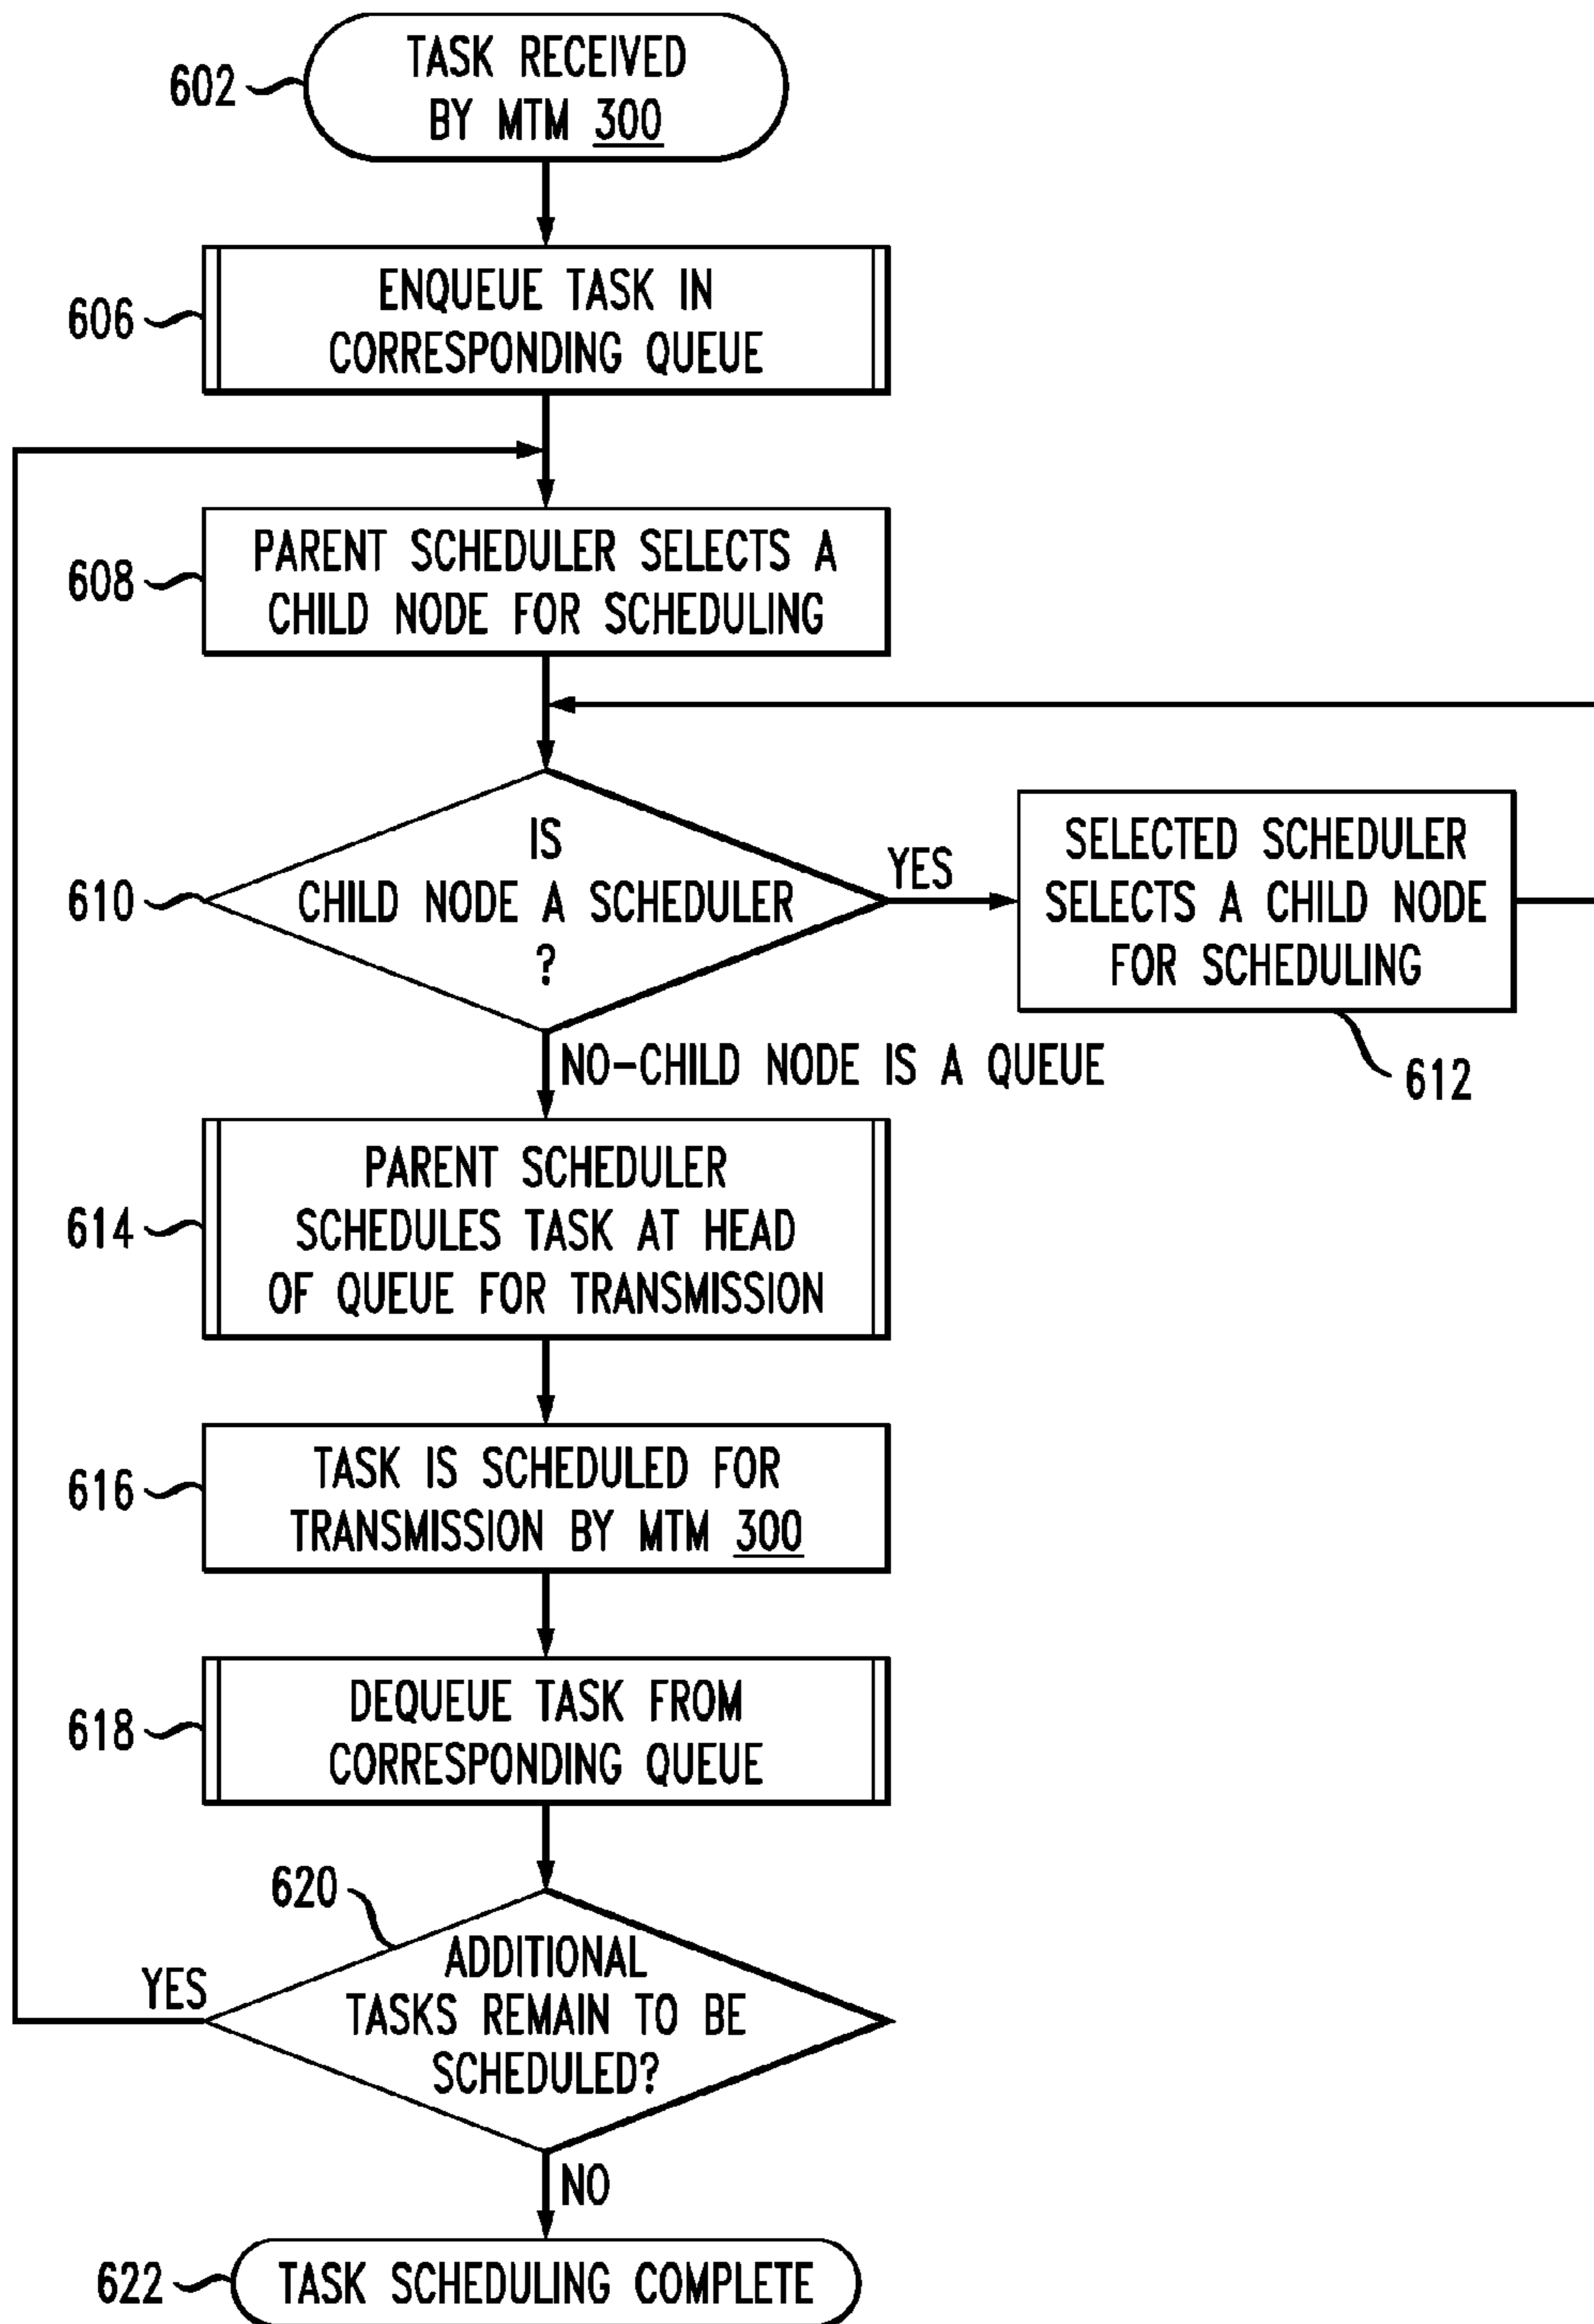 602
TASK RECEIVED
BY MTM 300
606
ENQUEUE TASK IN
CORRESPONDING QUEUE
608
PARENT SCHEDULER SELECTS A
CHILD NODE FOR SCHEDULING
610
IS
CHILD NODE A SCHEDULER
?
YES
SELECTED SCHEDULER
SELECTS A CHILD NODE
FOR SCHEDULING
612
NO-CHILD NODE IS A QUEUE
614
PARENT SCHEDULER
SCHEDULES TASK AT HEAD
OF QUEUE FOR TRANSMISSION
616
TASK IS SCHEDULED FOR
TRANSMISSION BY MTM 300
618
DEQUEUE TASK FROM
CORRESPONDING QUEUE
620
ADDITIONAL
TASKS REMAIN TO BE
SCHEDULED?
YES
NO
622
TASK SCHEDULING COMPLETE